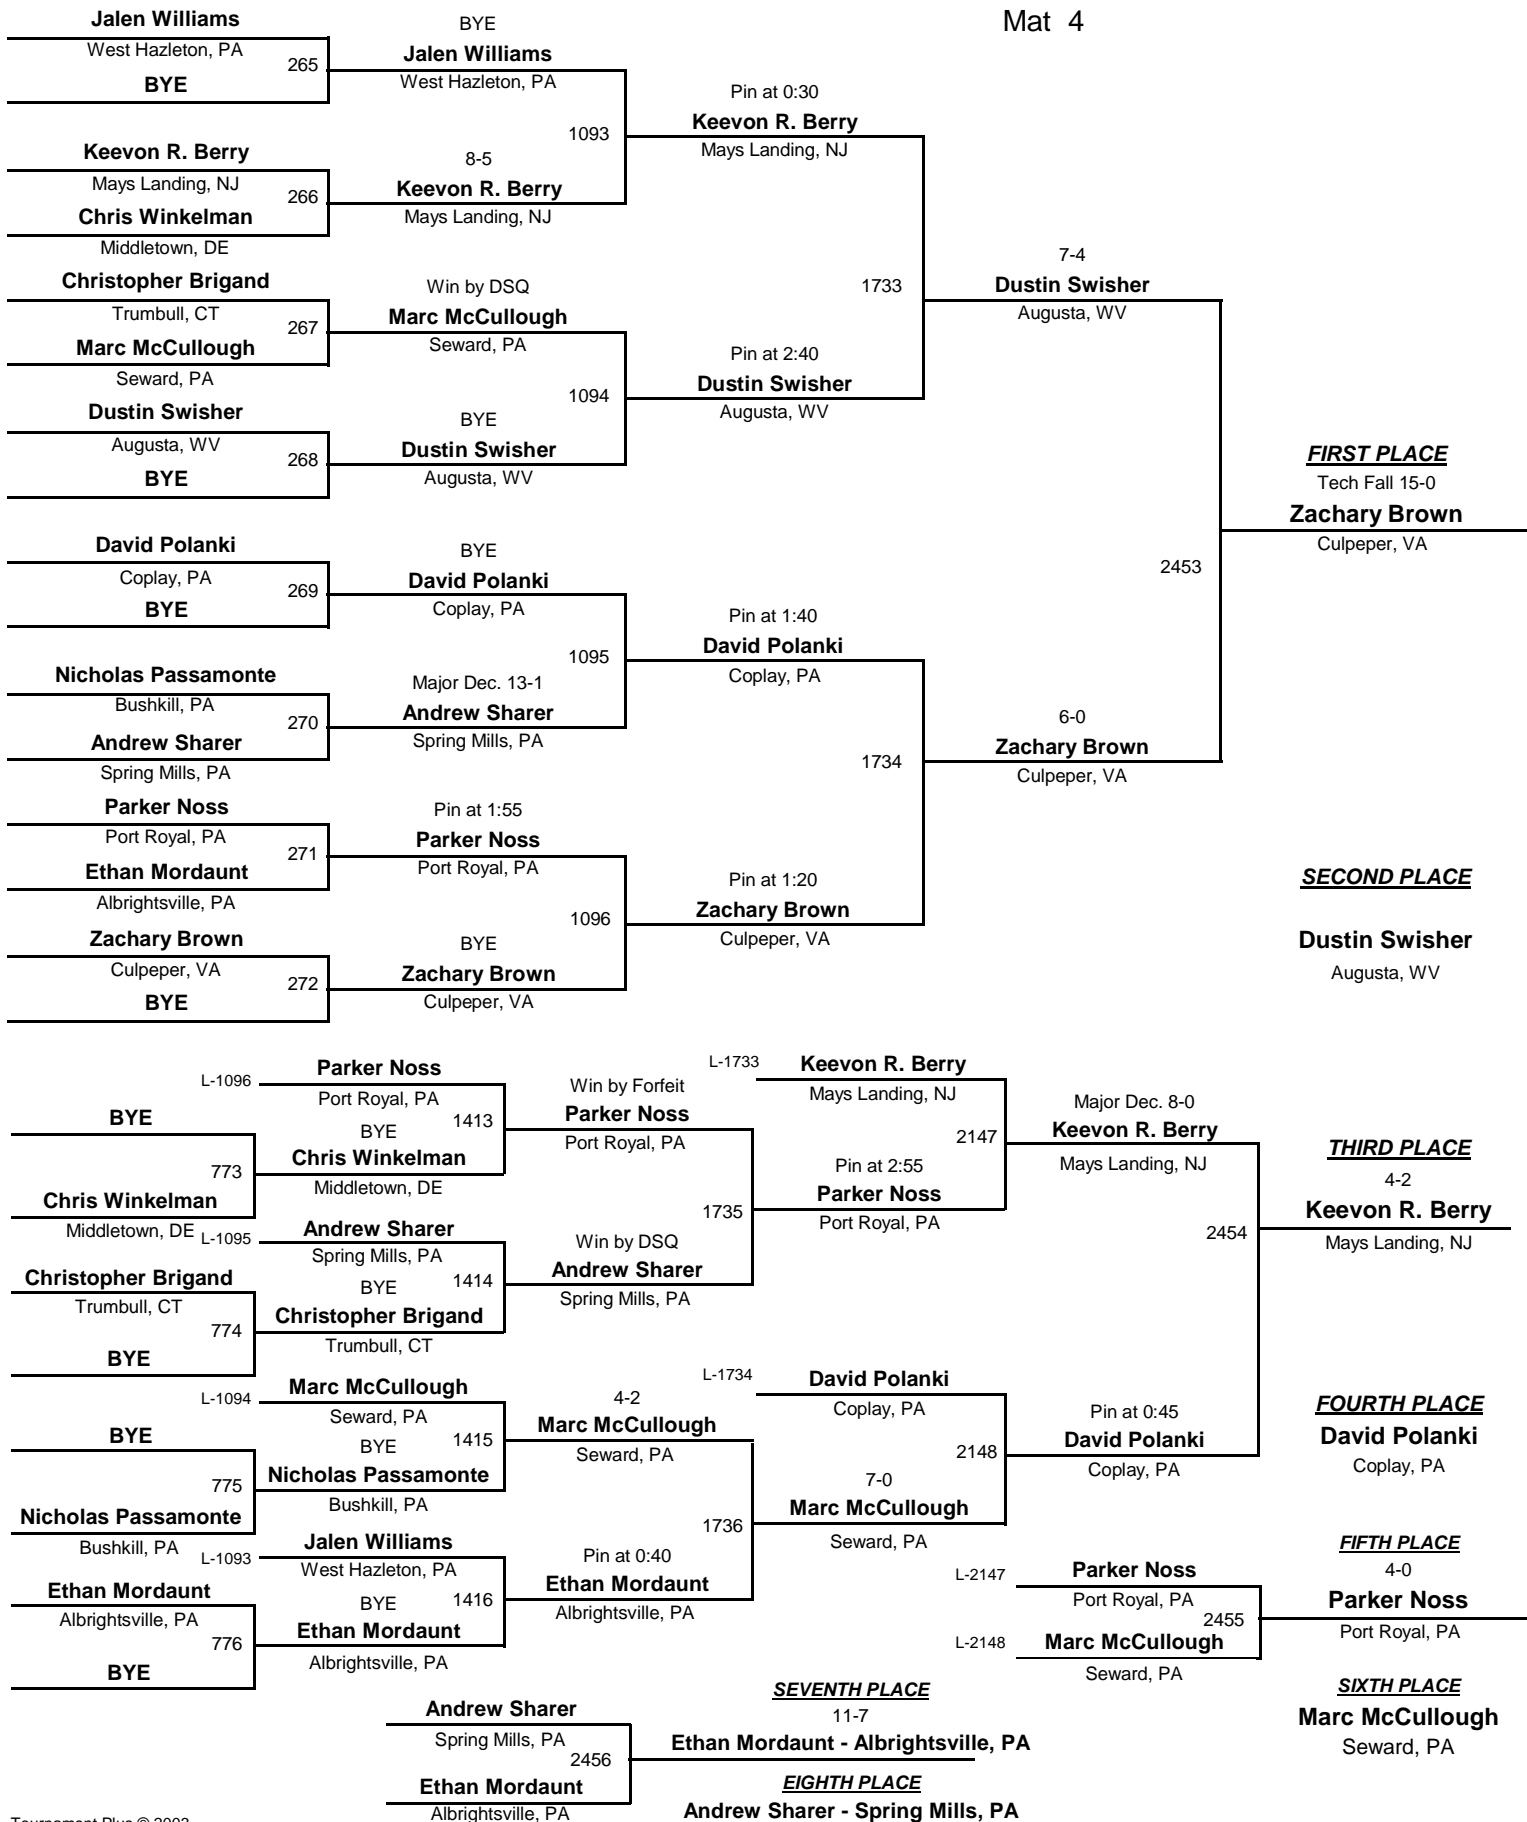 Mat 4
Jalen Williams
West Hazleton, PA
265
BYE
Keevon R. Berry
Mays Landing, NJ
266
Chris Winkelman
Middletown, DE
Christopher Brigand
Trumbull, CT
267
Marc McCullough
Seward, PA
Dustin Swisher
Augusta, WV
268
BYE
David Polanki
Coplay, PA
269
BYE
Nicholas Passamonte
Bushkill, PA
270
Andrew Sharer
Spring Mills, PA
Parker Noss
Port Royal, PA
271
Ethan Mordaunt
Albrightsville, PA
Zachary Brown
Culpeper, VA
272
BYE
BYE
Jalen Williams
West Hazleton, PA
1093
8-5
Keevon R. Berry
Mays Landing, NJ
Win by DSQ
Marc McCullough
Seward, PA
1094
BYE
Dustin Swisher
Augusta, WV
BYE
David Polanki
Coplay, PA
1095
Major Dec. 13-1
Andrew Sharer
Spring Mills, PA
Pin at 1:55
Parker Noss
Port Royal, PA
1096
BYE
Zachary Brown
Culpeper, VA
Pin at 0:30
Keevon R. Berry
Mays Landing, NJ
1733
Pin at 2:40
Dustin Swisher
Augusta, WV
Pin at 1:40
David Polanki
Coplay, PA
1734
Pin at 1:20
Zachary Brown
Culpeper, VA
7-4
Dustin Swisher
Augusta, WV
2453
6-0
Zachary Brown
Culpeper, VA
FIRST PLACE
Tech Fall 15-0
Zachary Brown
Culpeper, VA
SECOND PLACE
Dustin Swisher
Augusta, WV
BYE
773
Chris Winkelman
Middletown, DE
Christopher Brigand
Trumbull, CT
774
BYE
BYE
775
Nicholas Passamonte
Bushkill, PA
Ethan Mordaunt
Albrightsville, PA
776
BYE
L-1096
Parker Noss
Port Royal, PA
1413
BYE
Chris Winkelman
Middletown, DE
L-1095
Andrew Sharer
Spring Mills, PA
1414
BYE
Christopher Brigand
Trumbull, CT
L-1094
Marc McCullough
Seward, PA
1415
BYE
Nicholas Passamonte
Bushkill, PA
L-1093
Jalen Williams
West Hazleton, PA
1416
BYE
Ethan Mordaunt
Albrightsville, PA
Win by Forfeit
Parker Noss
Port Royal, PA
1735
Win by DSQ
Andrew Sharer
Spring Mills, PA
4-2
Marc McCullough
Seward, PA
1736
Pin at 0:40
Ethan Mordaunt
Albrightsville, PA
L-1733
Keevon R. Berry
Mays Landing, NJ
2147
Pin at 2:55
Parker Noss
Port Royal, PA
L-1734
David Polanki
Coplay, PA
2148
7-0
Marc McCullough
Seward, PA
Major Dec. 8-0
Keevon R. Berry
Mays Landing, NJ
2454
Pin at 0:45
David Polanki
Coplay, PA
THIRD PLACE
4-2
Keevon R. Berry
Mays Landing, NJ
FOURTH PLACE
David Polanki
Coplay, PA
L-2147
Parker Noss
Port Royal, PA
2455
L-2148
Marc McCullough
Seward, PA
FIFTH PLACE
4-0
Parker Noss
Port Royal, PA
SIXTH PLACE
Marc McCullough
Seward, PA
Andrew Sharer
Spring Mills, PA
2456
Ethan Mordaunt
Albrightsville, PA
SEVENTH PLACE
11-7
Ethan Mordaunt - Albrightsville, PA
EIGHTH PLACE
Andrew Sharer - Spring Mills, PA
Tournament Plus © 2002